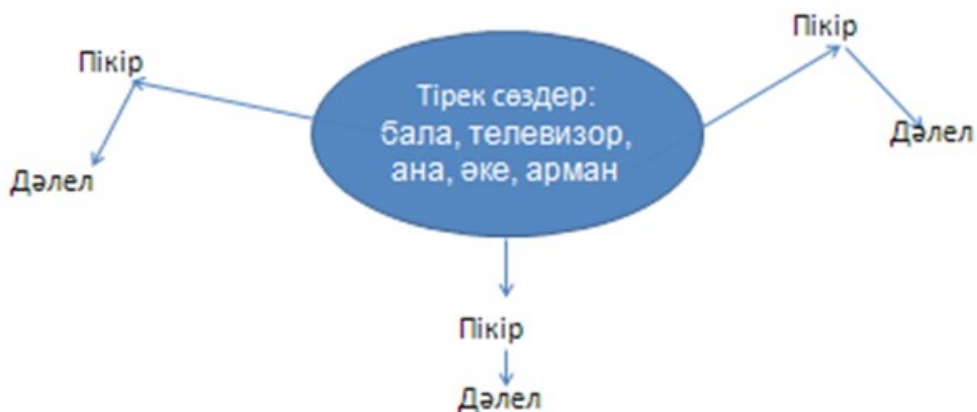 Пікір
Дәлел
Тірек сөздер:
бала, телевизор,
ана, әке, арман
Пікір
Дәлел
Пікір
Дәлел